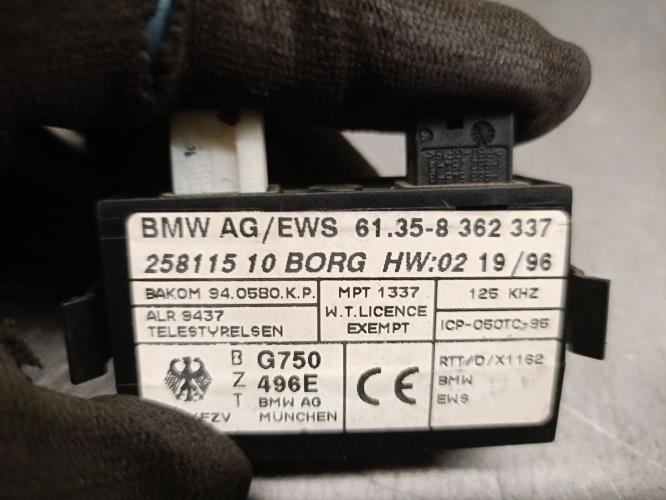 BMW AG/EWS 61.35-8 362 337
258115 10 BORG HW:02 19/96
BAKOM 94.0580.K.P.
ALR 9437
TELESTYRELSEN
MPT 1337
W.T.LICENCE
EXEMPT
125 KHZ
ICP-050TC-95
B G750
Z 496E
T BMW AG
MÜNCHEN
FZV
CE
RTT/D/X1162
BMW
EWS